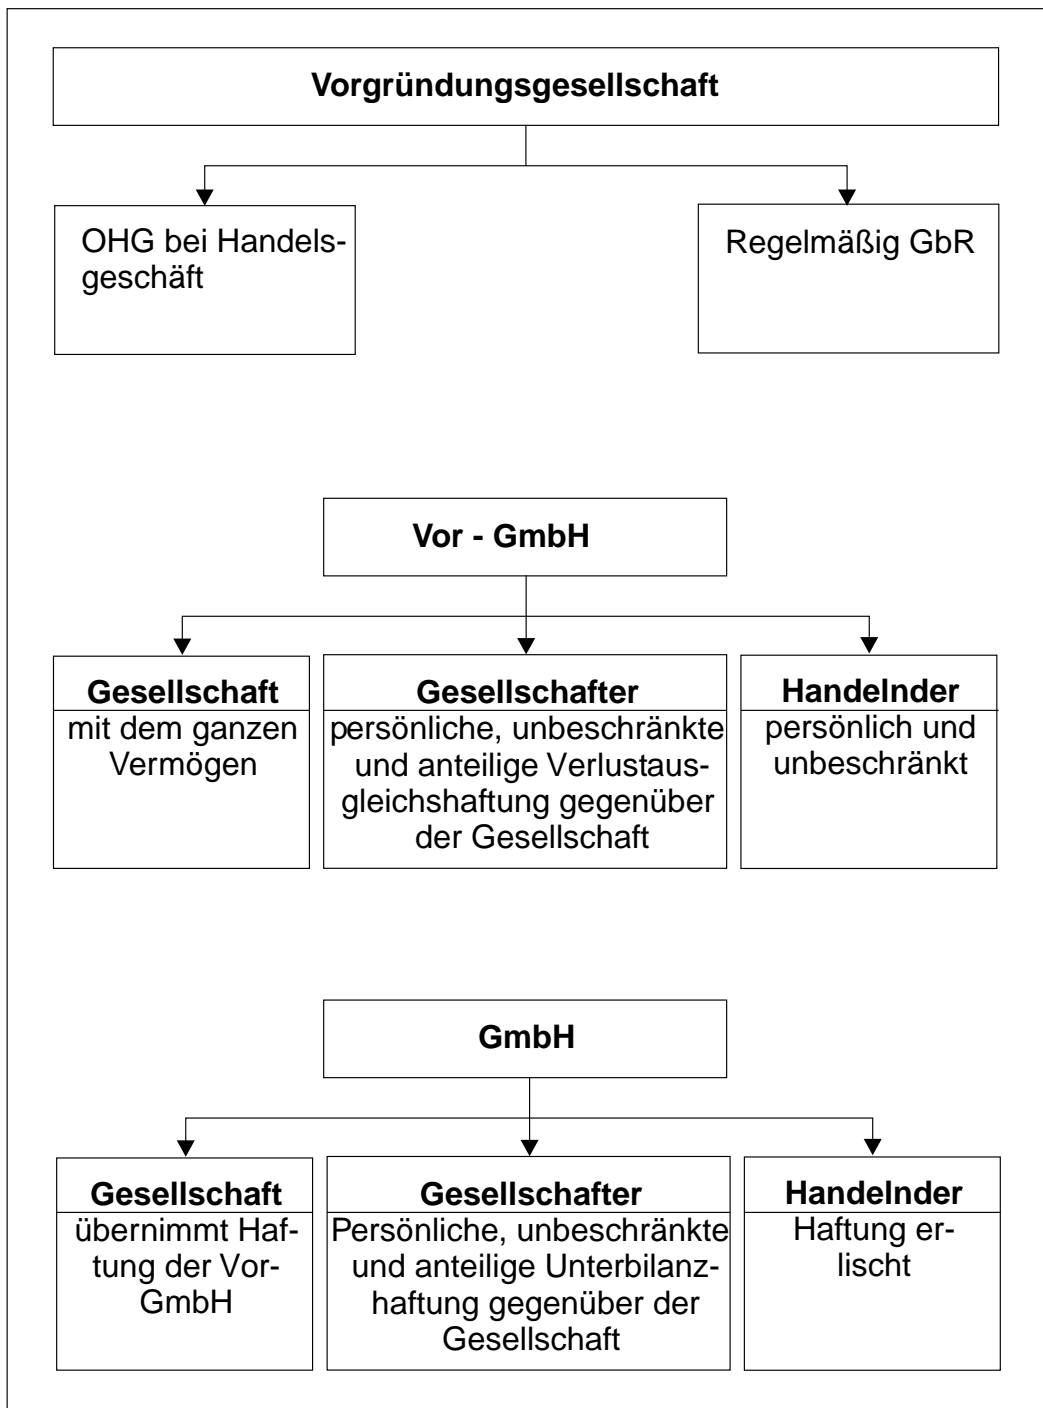 Vorgründungsgesellschaft
OHG bei Handels-
geschäft
Regelmäßig GbR
Vor - GmbH
Gesellschaft
mit dem ganzen
Vermögen
Gesellschafter
persönliche, unbeschränkte
und anteilige Verlustaus-
gleichshaftung gegenüber
der Gesellschaft
Handelnder
persönlich und
unbeschränkt
GmbH
Gesellschaft
übernimmt Haf-
tung der Vor-
GmbH
Gesellschafter
Persönliche, unbeschränkte
und anteilige Unterbilanz-
haftung gegenüber der
Gesellschaft
Handelnder
Haftung er-
lischt